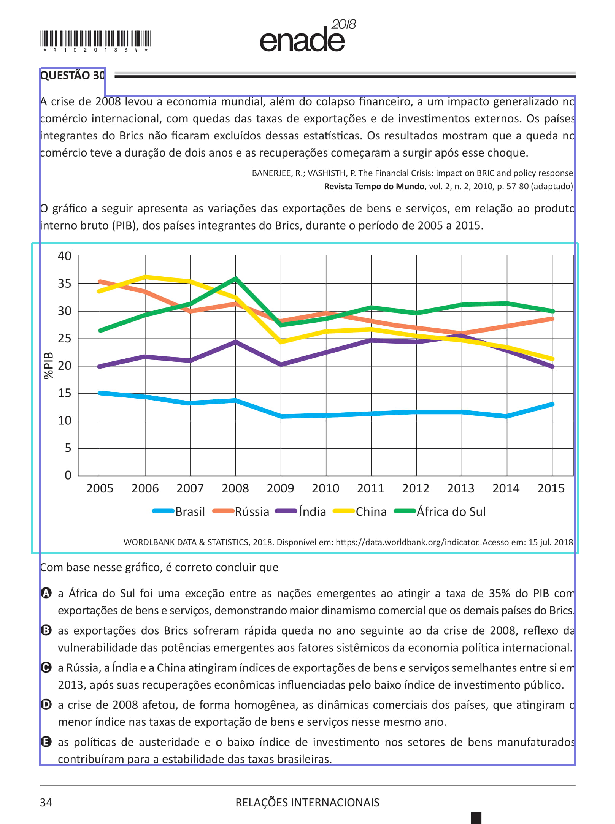 enade2018
*R1020183​4*
QUESTÃO 30
A crise de 2008 levou a economia mundial, além do colapso financeiro, a um impacto generalizado no
comércio internacional, com quedas das taxas de exportações e de investimentos externos. Os países
integrantes do Brics não ficaram excluídos dessas estatísticas. Os resultados mostram que a queda no
comércio teve a duração de dois anos e as recuperações começaram a surgir após esse choque.
BANERJEE, R.; VASHISTH, P. The Financial Crisis: impact on BRIC and policy response.
Revista Tempo do Mundo, vol. 2, n. 2, 2010, p. 57-80 (adaptado).
O gráfico a seguir apresenta as variações das exportações de bens e serviços, em relação ao produto
interno bruto (PIB), dos países integrantes do Brics, durante o período de 2005 a 2015.
40
35
30
25
20
15
10
5
0
%PIB
2005 2006 2007 2008 2009 2010 2011 2012 2013 2014 2015
Brasil Rússia Índia China África do Sul
WORDLBANK DATA & STATISTICS, 2018. Disponível em: https://data.worldbank.org/indicator. Acesso em: 15 jul. 2018.
Com base nesse gráfico, é correto concluir que
A a África do Sul foi uma exceção entre as nações emergentes ao atingir a taxa de 35% do PIB com
exportações de bens e serviços, demonstrando maior dinamismo comercial que os demais países do Brics.
B as exportações dos Brics sofreram rápida queda no ano seguinte ao da crise de 2008, reflexo da
vulnerabilidade das potências emergentes aos fatores sistêmicos da economia política internacional.
C a Rússia, a Índia e a China atingiram índices de exportações de bens e serviços semelhantes entre si em
2013, após suas recuperações econômicas influenciadas pelo baixo índice de investimento público.
D a crise de 2008 afetou, de forma homogênea, as dinâmicas comerciais dos países, que atingiram o
menor índice nas taxas de exportação de bens e serviços nesse mesmo ano.
E as políticas de austeridade e o baixo índice de investimento nos setores de bens manufaturados
contribuíram para a estabilidade das taxas brasileiras.
34
RELAÇÕES INTERNACIONAIS